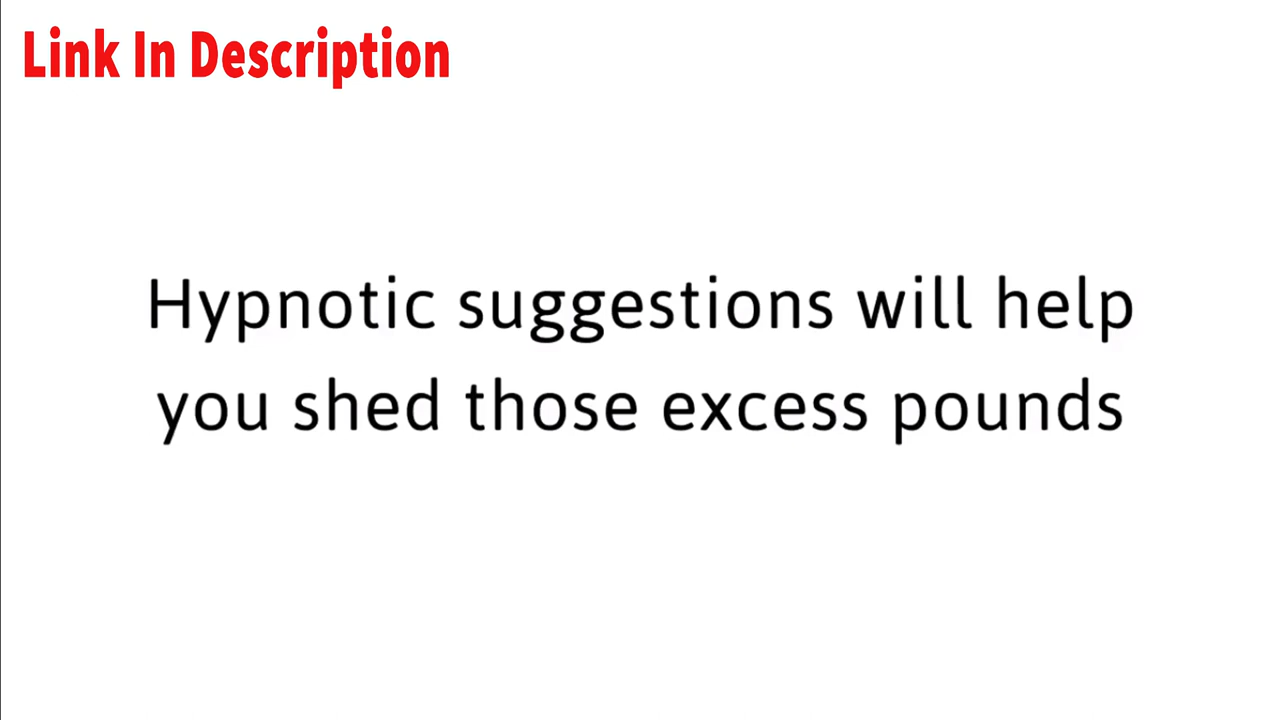 Link In Description
Hypnotic suggestions will help
you shed those excess pounds